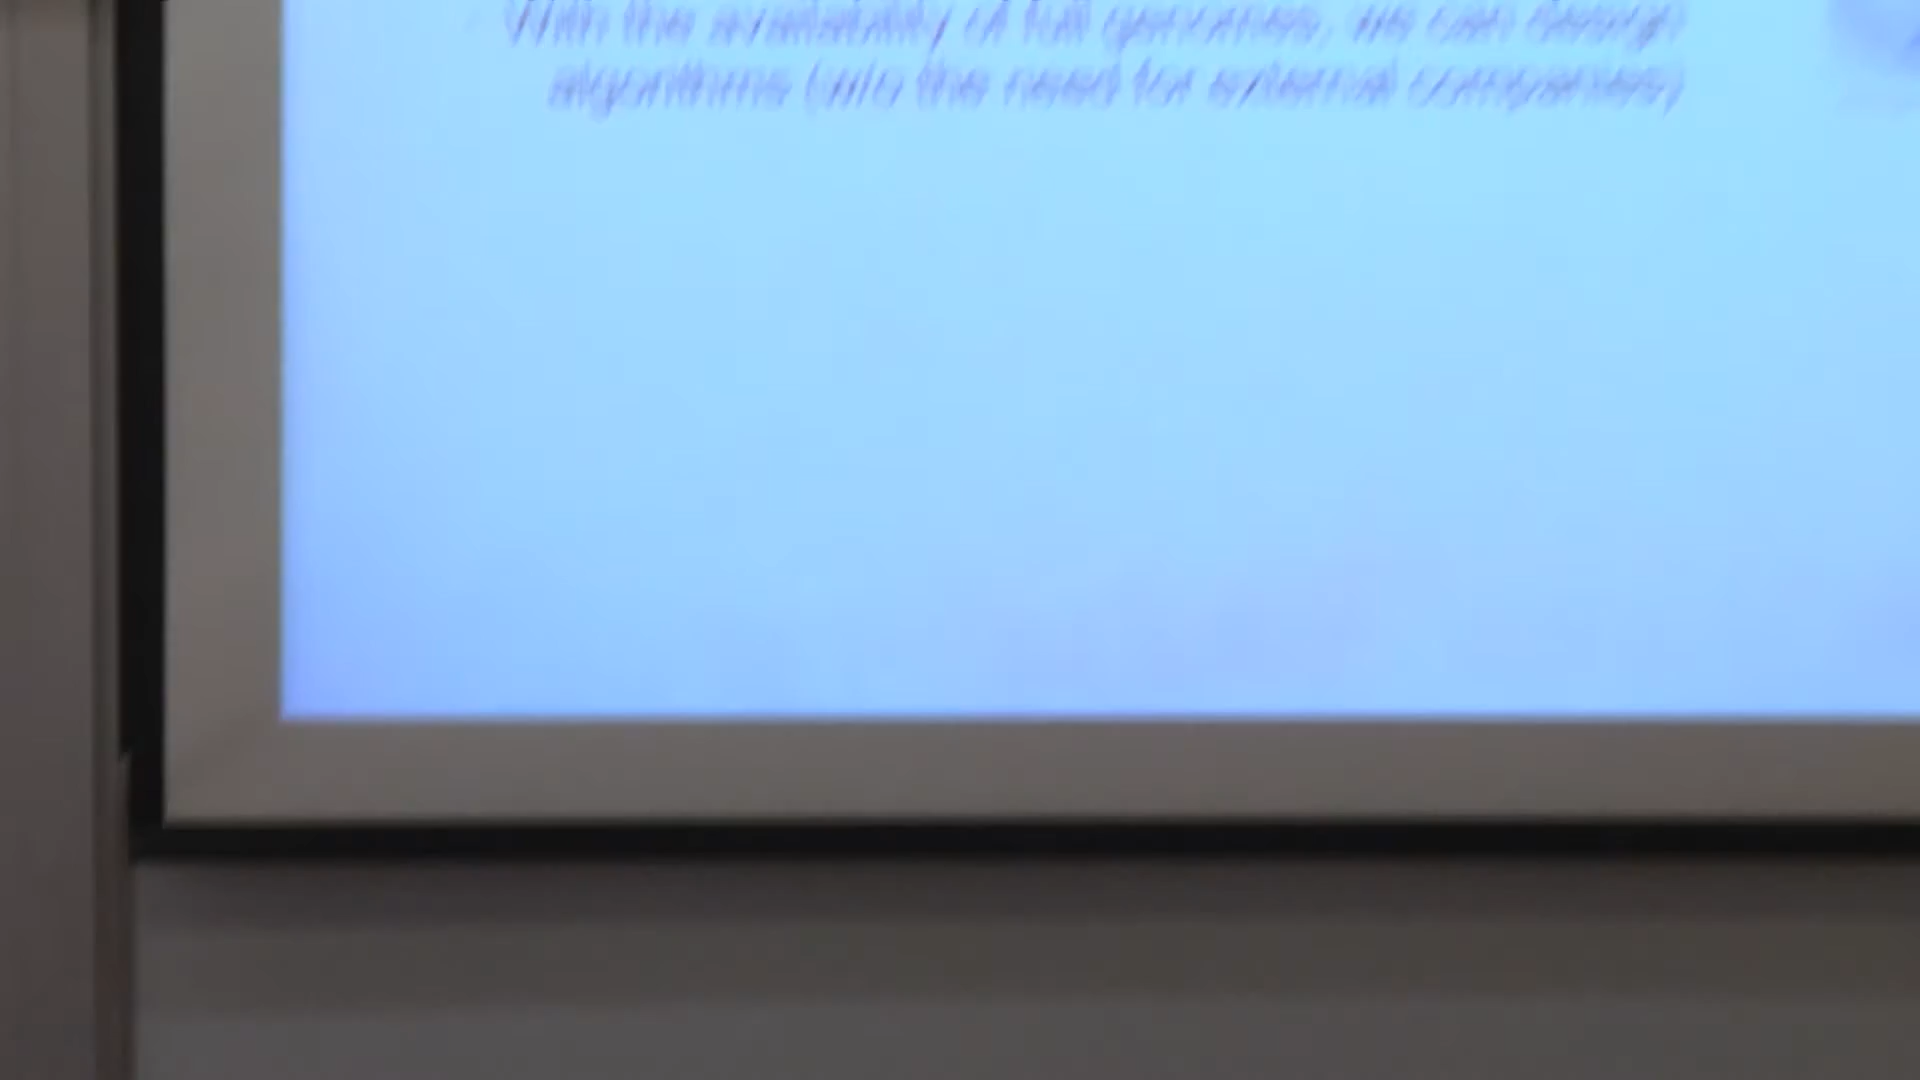 With the availability of full genomes, we can design
algorithms (w/o the need for external companies)